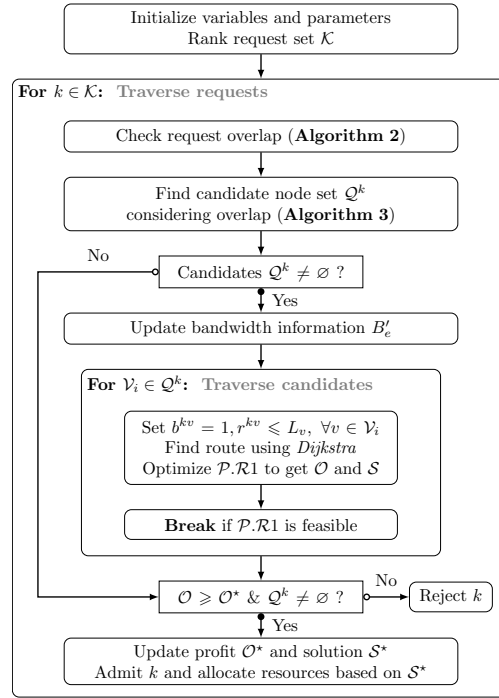 Initialize variables and parameters
Rank request set 𝒦
For k ∈ 𝒦: Traverse requests
Check request overlap (Algorithm 2)
Find candidate node set 𝒬^k
considering overlap (Algorithm 3)
No
Candidates 𝒬^k ≠ ∅ ?
Yes
Update bandwidth information B′_e
For 𝒱_i ∈ 𝒬^k: Traverse candidates
Set b^{kv} = 1, r^{kv} ⩽ L_v, ∀v ∈ 𝒱_i
Find route using Dijkstra
Optimize 𝒫.ℛ1 to get 𝒪 and 𝒮
Break if 𝒫.ℛ1 is feasible
𝒪 ⩾ 𝒪^⋆ & 𝒬^k ≠ ∅ ?
No
Reject k
Yes
Update profit 𝒪^⋆ and solution 𝒮^⋆
Admit k and allocate resources based on 𝒮^⋆